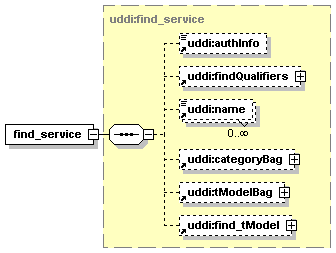 uddi:find_service
uddi:authInfo
uddi:findQualifiers
uddi:name
0..∞
find_service
uddi:categoryBag
uddi:tModelBag
uddi:find_tModel